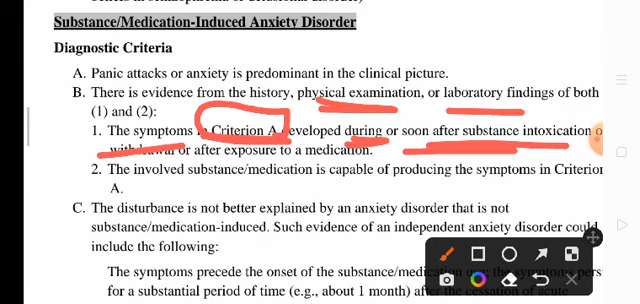 Substance/Medication-Induced Anxiety Disorder
Diagnostic Criteria
A. Panic attacks or anxiety is predominant in the clinical picture.
B. There is evidence from the history, physical examination, or laboratory findings of both
(1) and (2):
1. The symptoms Criterion A developed during or soon after substance intoxication
or after exposure to a medication.
2. The involved substance/medication is capable of producing the symptoms in Criterion
A.
C. The disturbance is not better explained by an anxiety disorder that is not
substance/medication-induced. Such evidence of an independent anxiety disorder could
include the following:
The symptoms precede the onset of the substance/medication
for a substantial period of time (e.g., about 1 month)